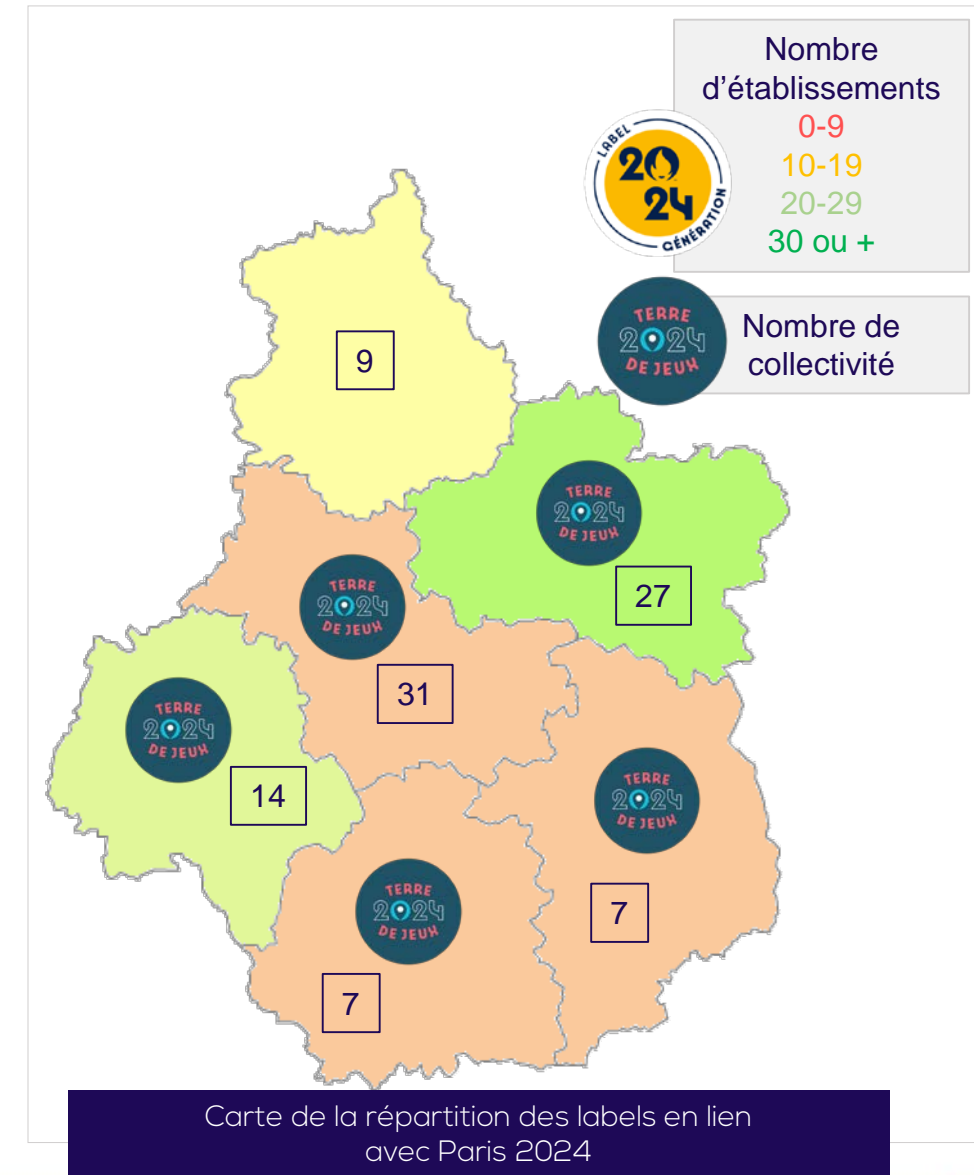 Nombre
d'établissements
0-9
10-19
20-29
30 ou +
LABEL
20
24
GÉNÉRATION
TERRE
2024
DE JEUX
Nombre de
collectivité
9
TERRE
2024
DE JEUX
27
TERRE
2024
DE JEUX
31
TERRE
2024
DE JEUX
14
TERRE
2024
DE JEUX
7
TERRE
2024
DE JEUX
7
Carte de la répartition des labels en lien
avec Paris 2024